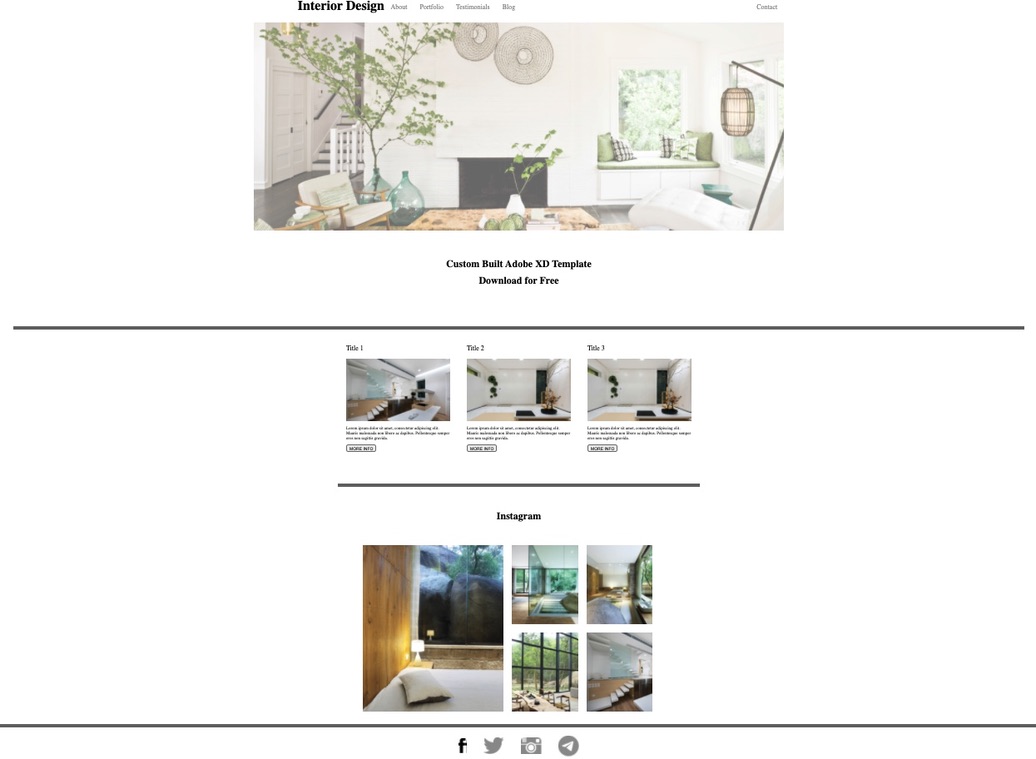 Interior Design About Portfolio Testimonials Blog Contact
Custom Built Adobe XD Template
Download for Free
Title 1
Lorem ipsum dolor sit amet, consectetur adipiscing elit.
Mauris malesuada non libero ac dapibus. Pellentesque semper
eros non sagittis gravida.
MORE INFO
Title 2
Lorem ipsum dolor sit amet, consectetur adipiscing elit.
Mauris malesuada non libero ac dapibus. Pellentesque semper
eros non sagittis gravida.
MORE INFO
Title 3
Lorem ipsum dolor sit amet, consectetur adipiscing elit.
Mauris malesuada non libero ac dapibus. Pellentesque semper
eros non sagittis gravida.
MORE INFO
Instagram